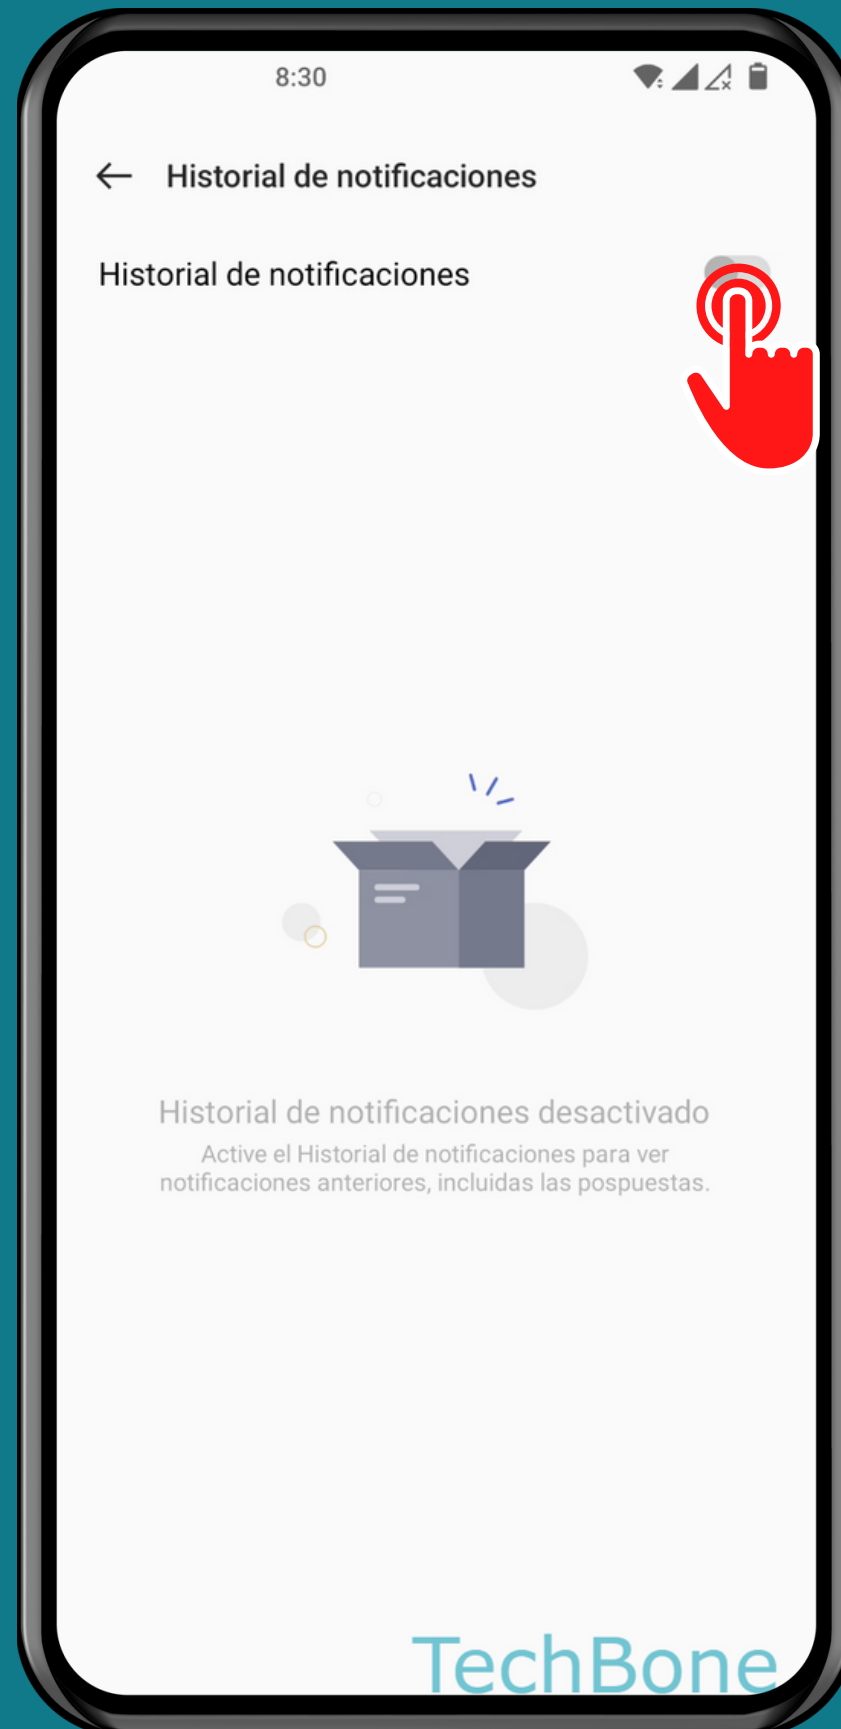 8:30
Historial de notificaciones
Historial de notificaciones
Historial de notificaciones desactivado
Active el Historial de notificaciones para ver
notificaciones anteriores, incluidas las pospuestas.
TechBone